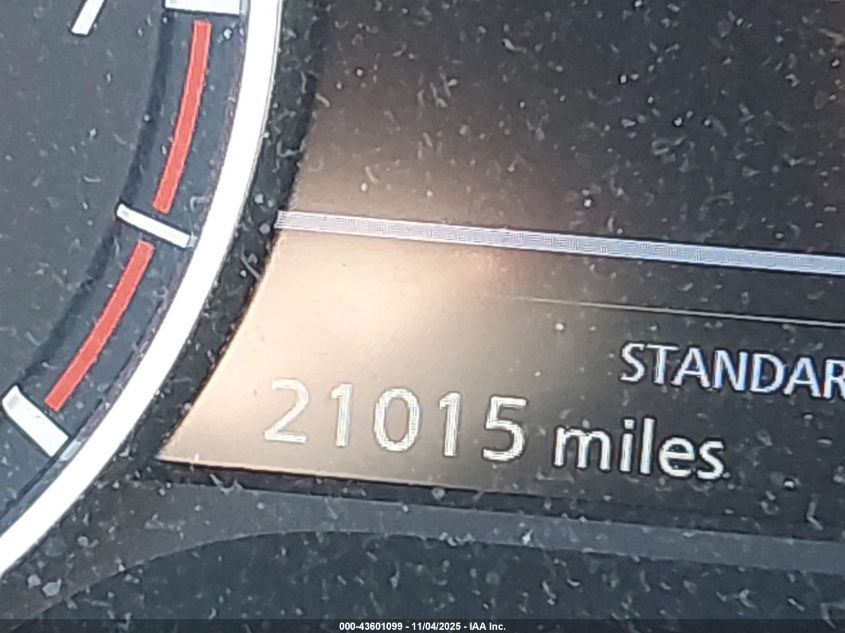 STANDAR
21015 miles
000-43601099 - 11/04/2025 - IAA Inc.